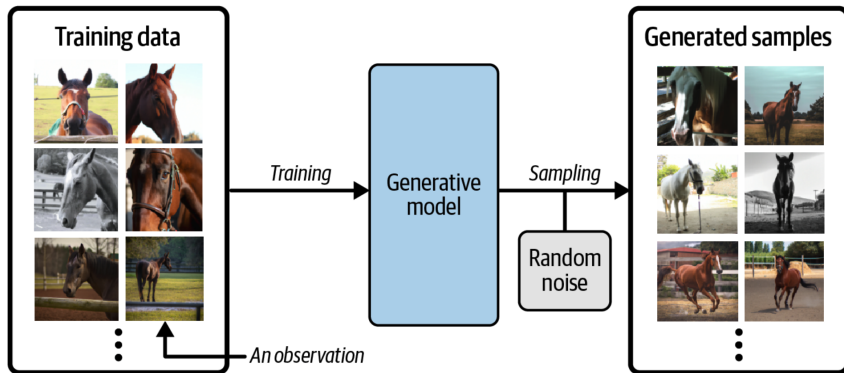 Training data
An observation
Training
Generative
model
Sampling
Random
noise
Generated samples